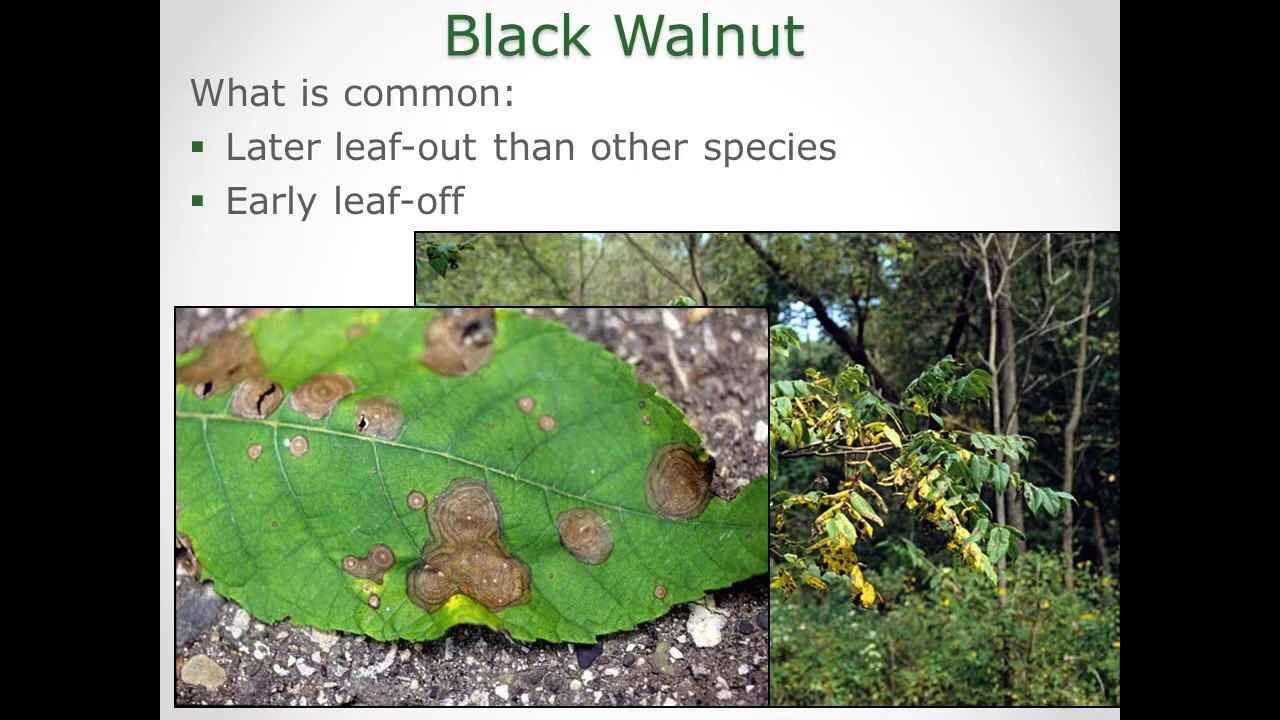 Black Walnut
What is common:
▪ Later leaf-out than other species
▪ Early leaf-off